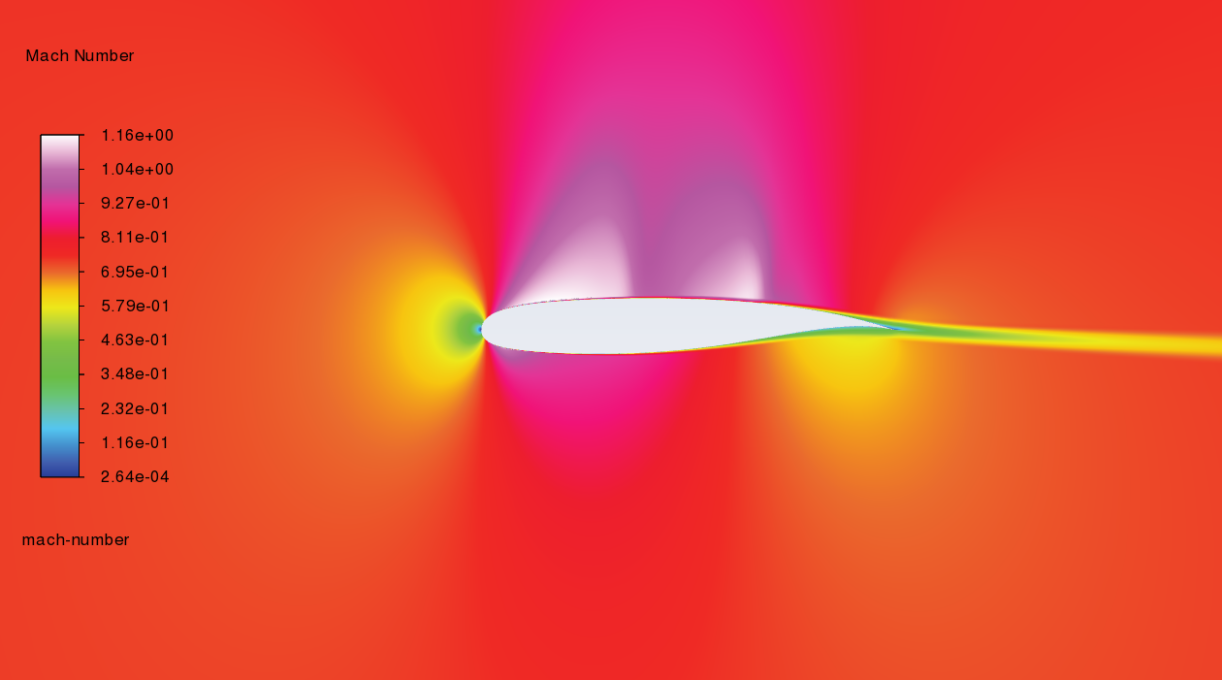 Mach Number
1.16e+00
1.04e+00
9.27e-01
8.11e-01
6.95e-01
5.79e-01
4.63e-01
3.48e-01
2.32e-01
1.16e-01
2.64e-04
mach-number